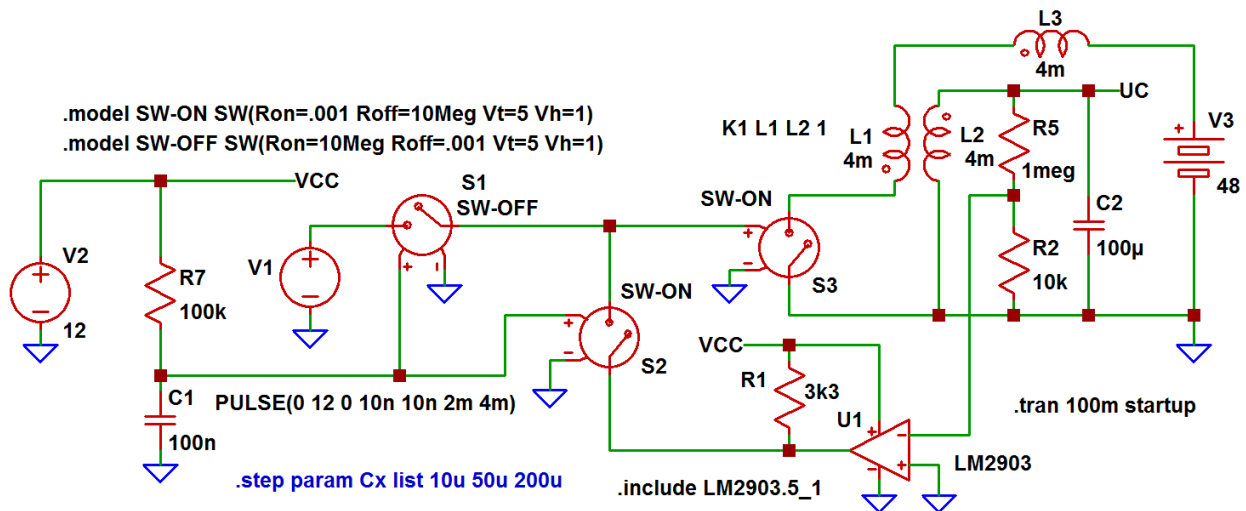 L3
4m
.model SW-ON SW(Ron=.001 Roff=10Meg Vt=5 Vh=1)
.model SW-OFF SW(Ron=10Meg Roff=.001 Vt=5 Vh=1)
K1 L1 L2 1
L1
4m
L2
4m
R5
1meg
UC
V3
48
VCC
S1
SW-OFF
SW-ON
S3
C2
100µ
R2
10k
V2
12
R7
100k
V1
SW-ON
S2
VCC
R1
3k3
C1
100n
PULSE(0 12 0 10n 10n 2m 4m)
U1
LM2903
.tran 100m startup
.step param Cx list 10u 50u 200u
.include LM2903.5_1